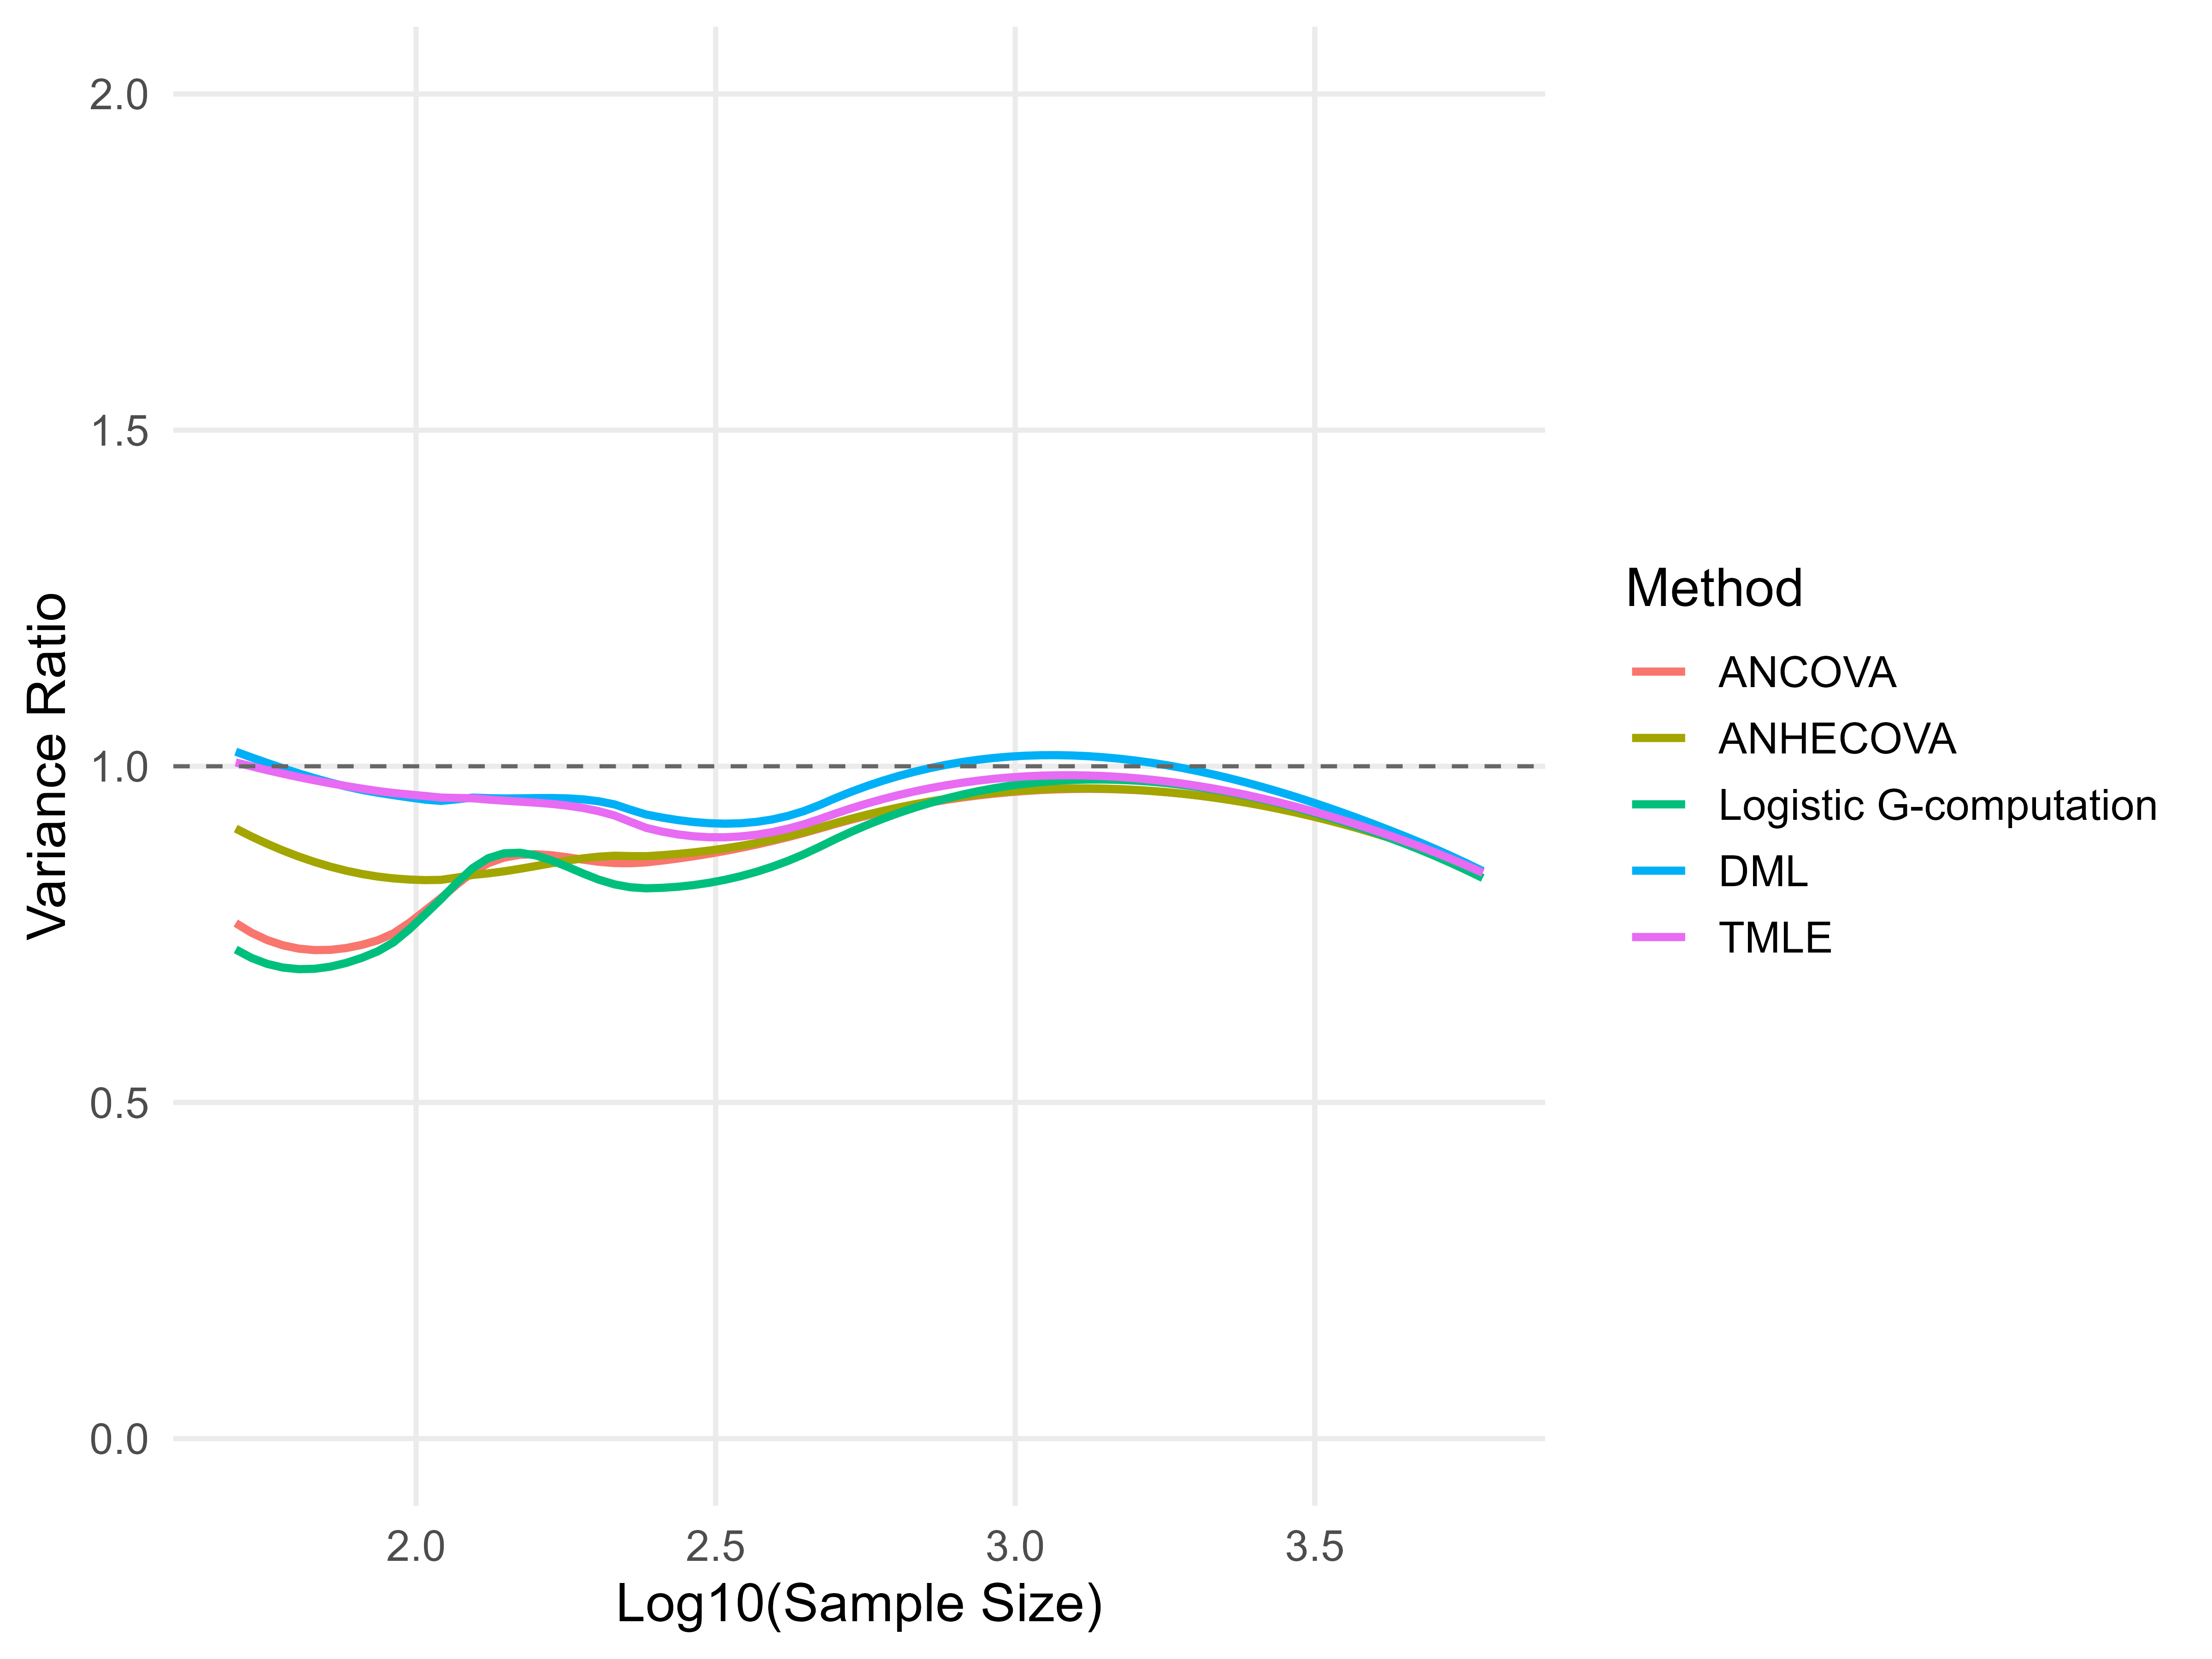 2.0
1.5
1.0
0.5
0.0
Variance Ratio
2.0 2.5 3.0 3.5
Log10(Sample Size)
Method
ANCOVA
ANHECOVA
Logistic G-computation
DML
TMLE